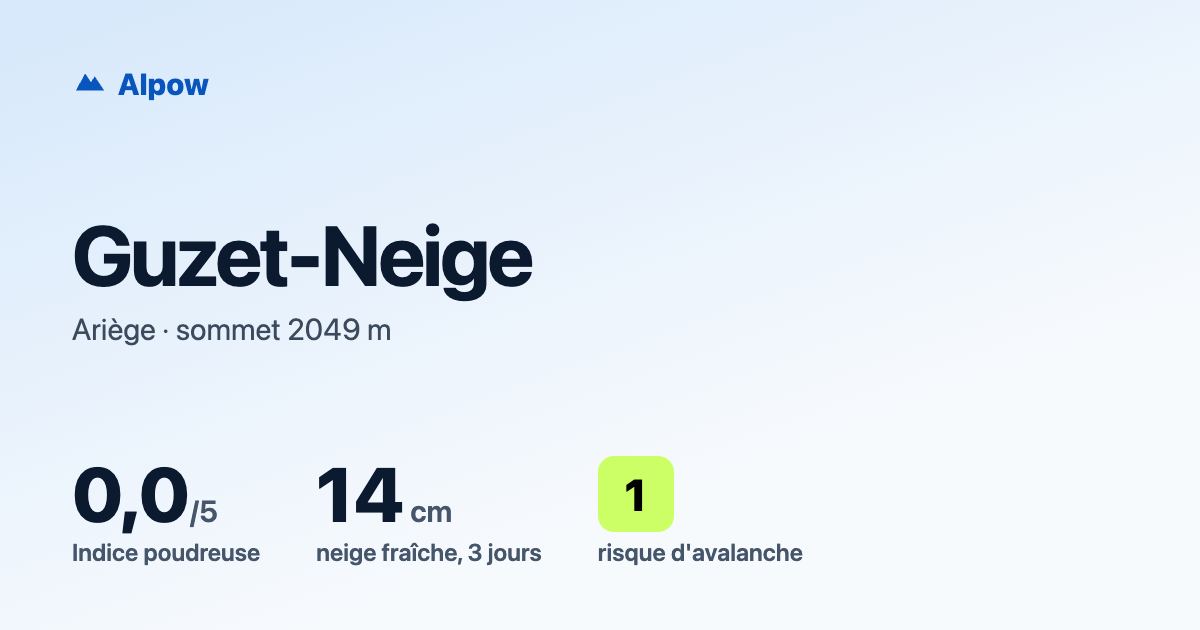 Alpow
Guzet-Neige
Ariège · sommet 2049 m
0,0/5
Indice poudreuse
14 cm
neige fraîche, 3 jours
1
risque d'avalanche